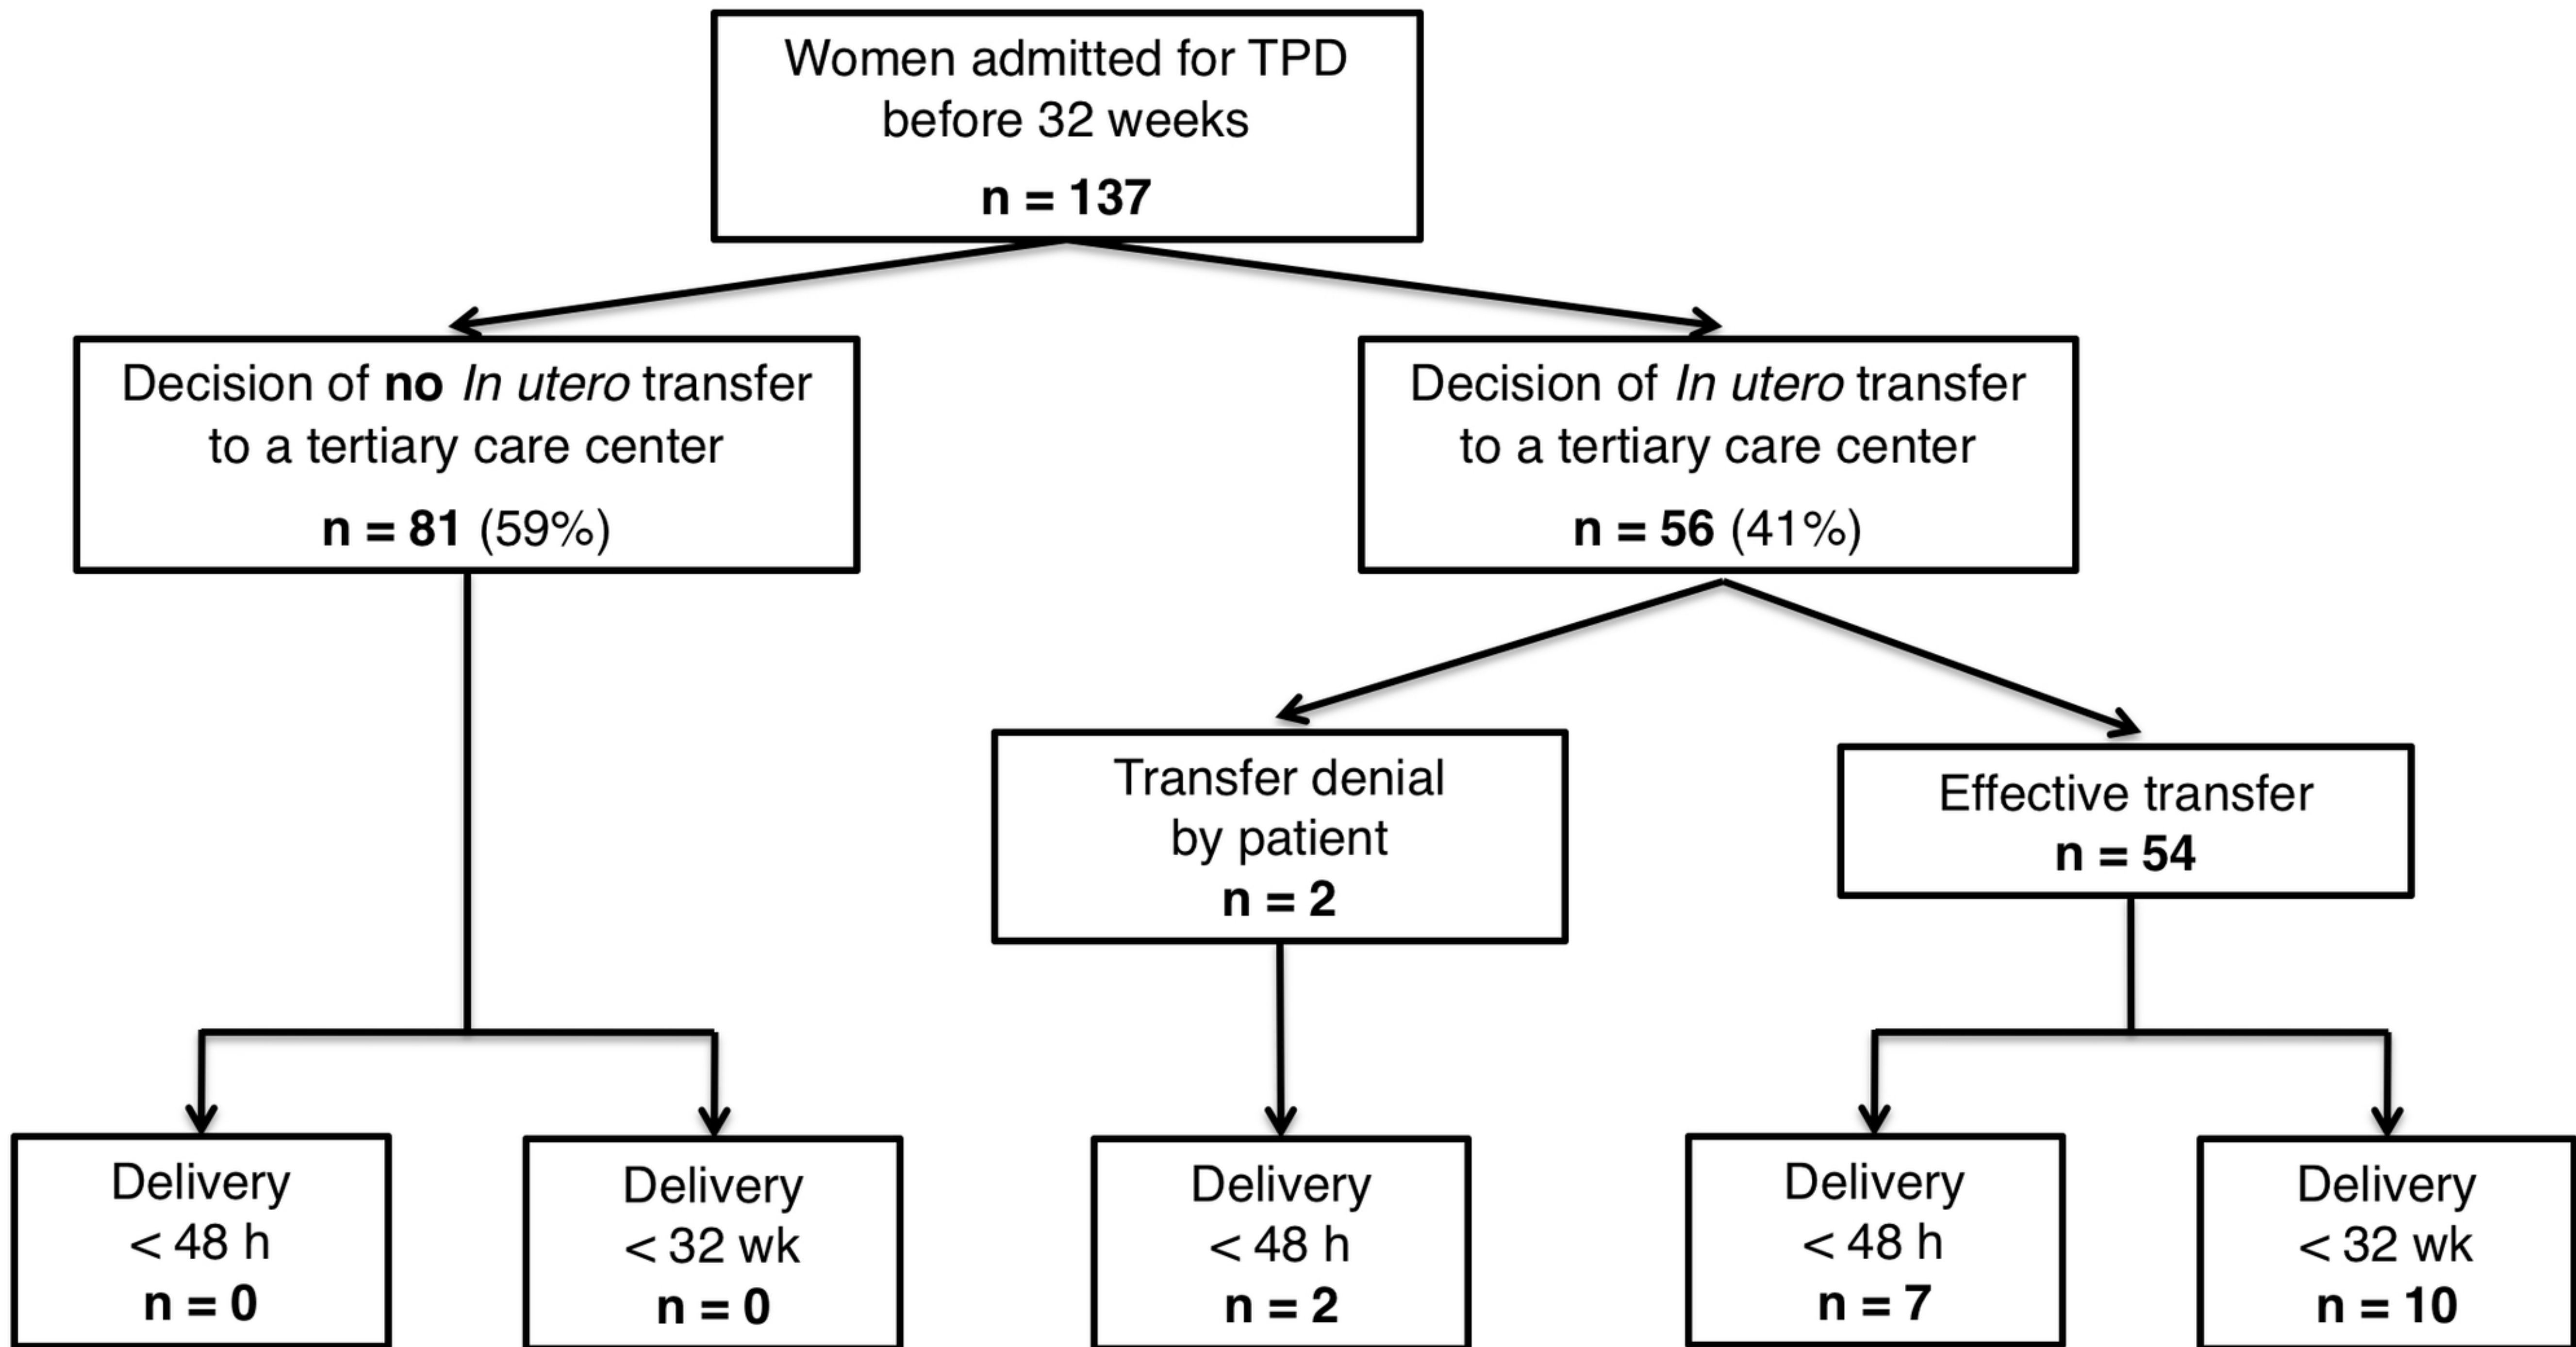 Women admitted for TPD
before 32 weeks
n = 137
Decision of no In utero transfer
to a tertiary care center
n = 81 (59%)
Decision of In utero transfer
to a tertiary care center
n = 56 (41%)
Transfer denial
by patient
n = 2
Effective transfer
n = 54
Delivery
< 48 h
n = 0
Delivery
< 32 wk
n = 0
Delivery
< 48 h
n = 2
Delivery
< 48 h
n = 7
Delivery
< 32 wk
n = 10